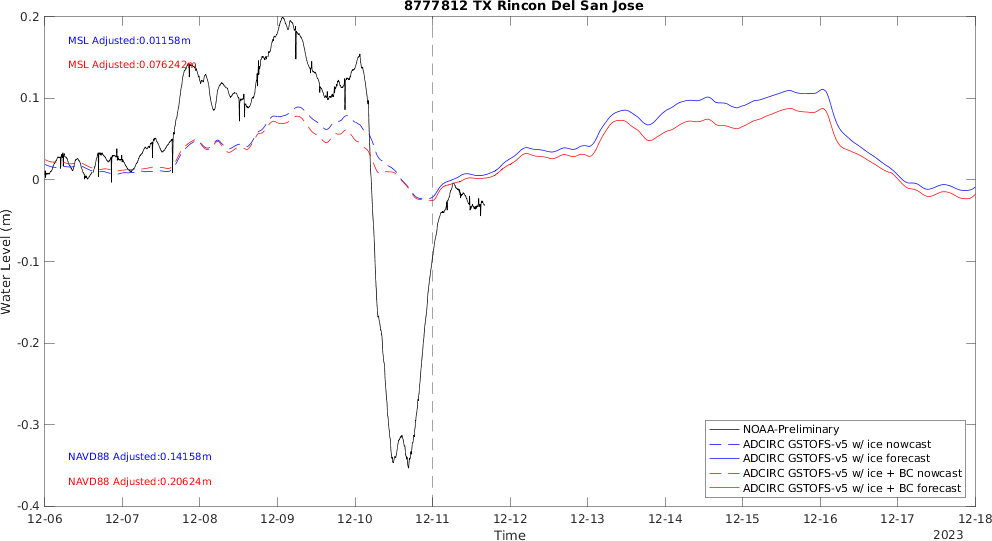 8777812 TX Rincon Del San Jose
MSL Adjusted:0.01158m
MSL Adjusted:0.076242m
Water Level (m)
0.2
0.1
0
-0.1
-0.2
-0.3
-0.4
NAVD88 Adjusted:0.14158m
NAVD88 Adjusted:0.20624m
NOAA-Preliminary
ADCIRC GSTOFS-v5 w/ ice nowcast
ADCIRC GSTOFS-v5 w/ ice forecast
ADCIRC GSTOFS-v5 w/ ice + BC nowcast
ADCIRC GSTOFS-v5 w/ ice + BC forecast
12-06 12-07 12-08 12-09 12-10 12-11 12-12 12-13 12-14 12-15 12-16 12-17 12-18
Time
2023